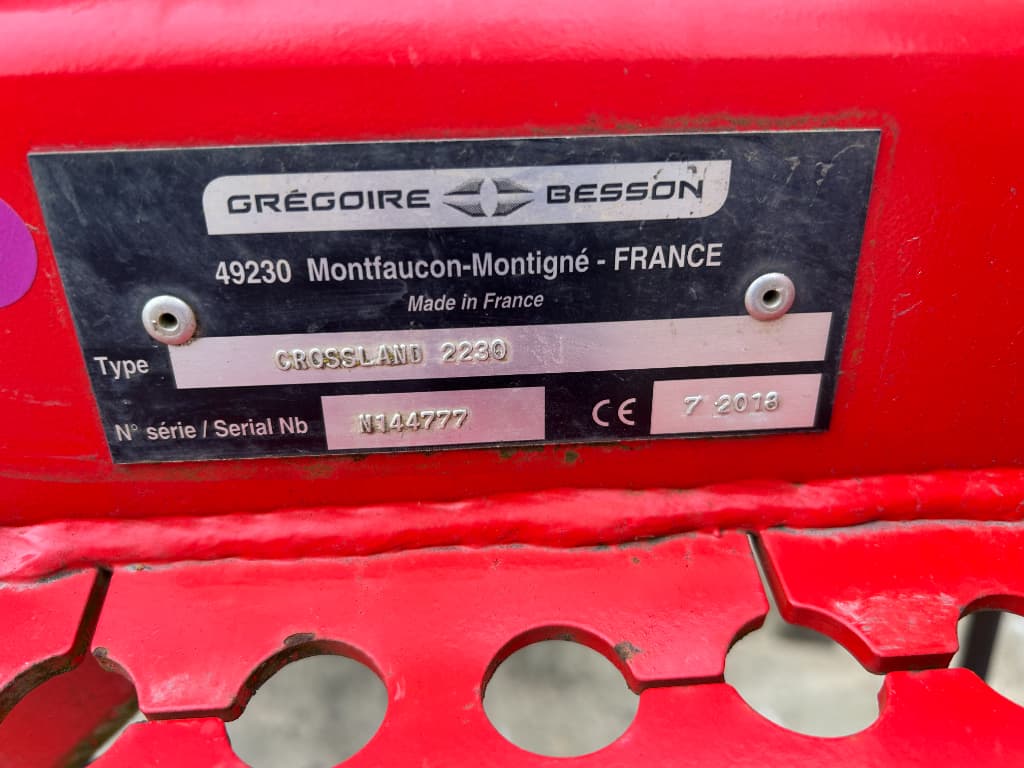 GRÉGOIRE BESSON
49230 Montfaucon-Montigné - FRANCE
Made in France
Type CROSSLAND 2230
N° série / Serial Nb N144777 CE 7 2018